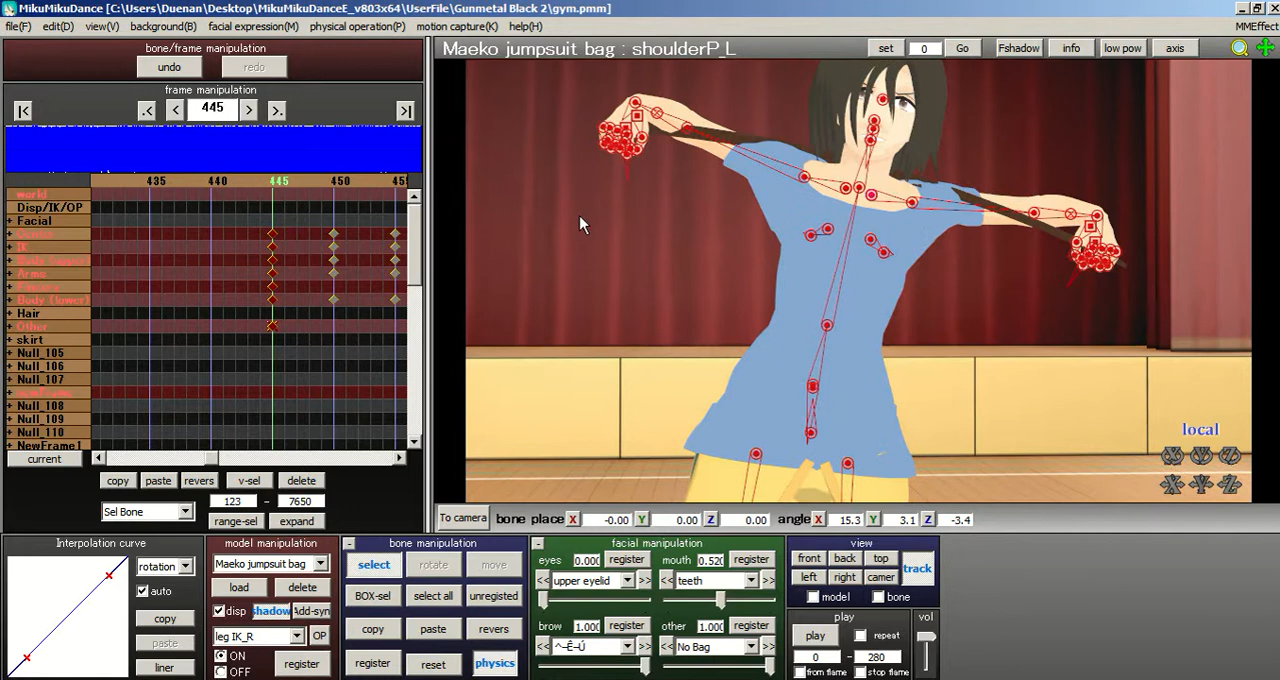 MikuMikuDance [C:\Users\Duenan\Desktop\MikuMikuDanceE_v803x64\UserFile\Gunmetal Black 2\gym.pmm]
file(F) edit(D) view(V) background(B) facial expression(M) physical operation(P) motion capture(K) help(H) MMEffect
bone/frame manipulation
undo redo
frame manipulation
|< .< < 445 > >. >|
435 440 445 450 455
world
Disp/IK/OP
+ Facial
+ Center
+ IK
+ Arms
+ Fingers
+ Body (lower)
+ Hair
+ Other
+ skirt
+ Null_105
+ Null_106
+ Null_107
+ Null_108
+ Null_109
+ Null_110
+ NewFrame1
current
copy paste revers v-sel delete
Sel Bone 123 - 7650
range-sel expand
Maeko jumpsuit bag : shoulderP_L set 0 Go Fshadow info low pow axis
local
X Y Z
X Y Z
To camera bone place X -0.00 Y 0.00 Z 0.00 angle X 15.3 Y 3.1 Z -3.4
Interpolation curve
rotation
auto
copy
paste
liner
model manipulation
Maeko jumpsuit bag
load delete
disp shadow Add-syn
leg IK_R OP
ON
OFF
register
- bone manipulation
select rotate move
BOX-sel select all unregisted
copy paste revers
register reset physics
- facial manipulation
eyes 0.000 register mouth 0.520 register
<< upper eyelid >> << teeth >>
brow 1.000 register other 1.000 register
<< ^-Ê-Ú >> << No Bag >>
view
front back top
left right camer track
model bone
play
play repeat
0 - 280
from flame stop flame
vol